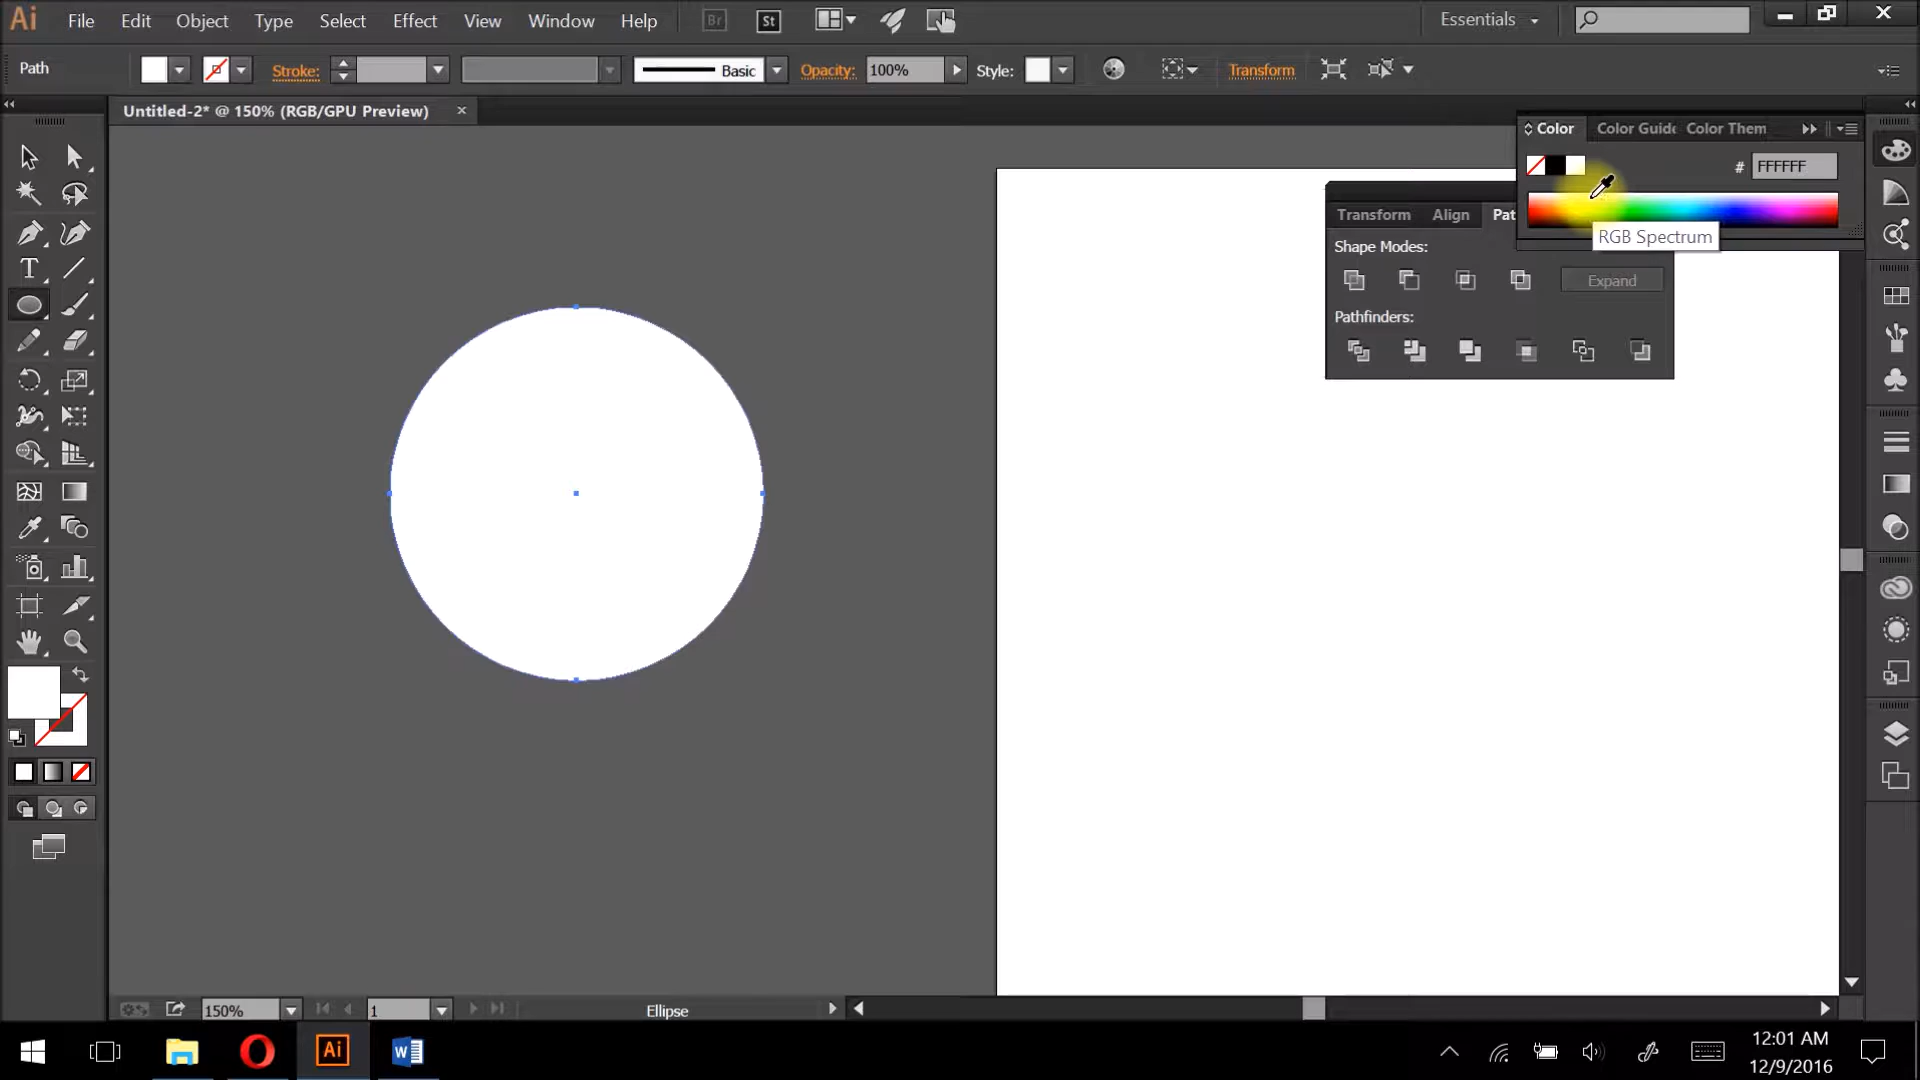 Ai File Edit Object Type Select Effect View Window Help Br St Essentials
Path Stroke: Basic Opacity: 100% Style: Transform
Untitled-2* @ 150% (RGB/GPU Preview)
Color Color Guide Color Them
# FFFFFF
RGB Spectrum
Transform Align Pat
Shape Modes:
Expand
Pathfinders:
150% 1 Ellipse
12:01 AM
12/9/2016